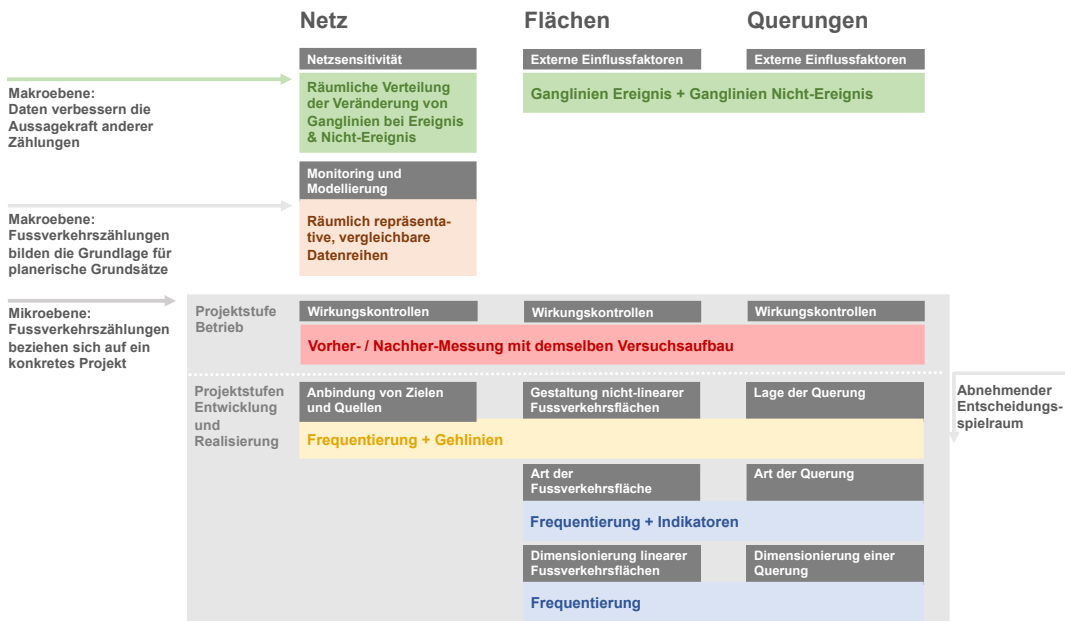 Netz
Flächen
Querungen
Netzsensitivität
Externe Einflussfaktoren
Externe Einflussfaktoren
Makroebene:
Daten verbessern die
Aussagekraft anderer
Zählungen
Räumliche Verteilung
der Veränderung von
Ganglinien bei Ereignis
& Nicht-Ereignis
Ganglinien Ereignis + Ganglinien Nicht-Ereignis
Monitoring und
Modellierung
Makroebene:
Fussverkehrszählungen
bilden die Grundlage für
planerische Grundsätze
Räumlich repräsenta-
tive, vergleichbare
Datenreihen
Mikroebene:
Fussverkehrszählungen
beziehen sich auf ein
konkretes Projekt
Projektstufe
Betrieb
Wirkungskontrollen
Wirkungskontrollen
Wirkungskontrollen
Vorher- / Nachher-Messung mit demselben Versuchsaufbau
Projektstufen
Entwicklung
und
Realisierung
Anbindung von Zielen
und Quellen
Gestaltung nicht-linearer
Fussverkehrsflächen
Lage der Querung
Abnehmender
Entscheidungs-
spielraum
Frequentierung + Gehlinien
Art der
Fussverkehrsfläche
Art der Querung
Frequentierung + Indikatoren
Dimensionierung linearer
Fussverkehrsflächen
Dimensionierung einer
Querung
Frequentierung